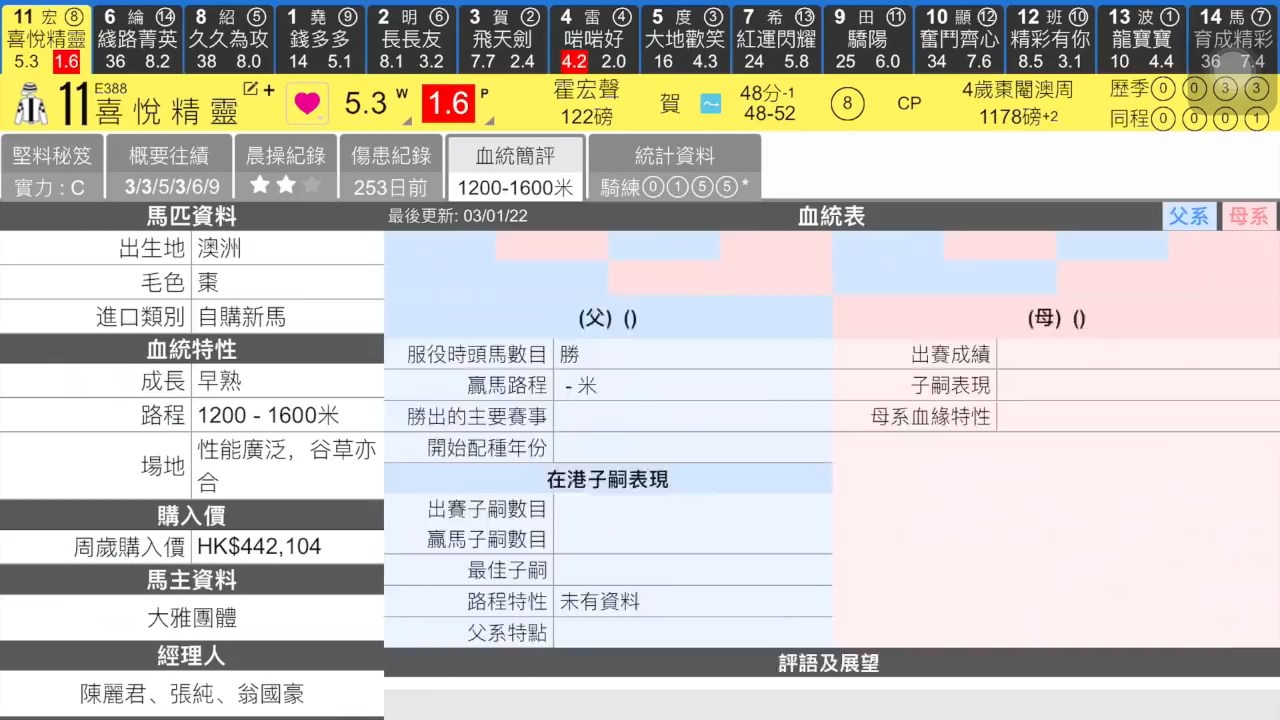 11 宏 ⑧ 6 綸 ⑭ 8 紹 ⑤ 1 堯 ⑨ 2 明 ⑥ 3 賀 ② 4 雷 ④ 5 度 ③ 7 希 ⑬ 9 田 ⑪ 10 顯 ⑫ 12 班 ⑩ 13 波 ① 14 馬 ⑦
喜悅精靈 綫路菁英 久久為攻 錢多多 長長友 飛天劍 啱啱好 大地歡笑 紅運閃耀 驕陽 奮鬥齊心 精彩有你 龍寶寶 育成精彩
5.3 1.6 36 8.2 38 8.0 14 5.1 8.1 3.2 7.7 2.4 4.2 2.0 16 4.3 24 5.8 25 6.0 34 7.6 8.5 3.1 10 4.4 36 7.4
11 E388 喜悅精靈 + 5.3 W 1.6 P
霍宏聲
122磅
賀
48分-1
48-52
⑧
CP
4歲棗閹澳周
1178磅+2
歷季⓪⓪③③
同程⓪⓪⓪①
堅料秘笈 概要往績 晨操紀錄 傷患紀錄 血統簡評 統計資料
實力 : C 3/3/5/3/6/9 ★★★ 253日前 1200-1600米 騎練⓪①⑤⑤*
馬匹資料
出生地 澳洲
毛色 棗
進口類別 自購新馬
血統特性
成長 早熟
路程 1200 - 1600米
場地 性能廣泛，谷草亦
合
購入價
周歲購入價 HK$442,104
馬主資料
大雅團體
經理人
陳麗君、張純、翁國豪
最後更新: 03/01/22 血統表 父系 母系
(父) ()
服役時頭馬數目 勝
贏馬路程 - 米
勝出的主要賽事
開始配種年份
在港子嗣表現
出賽子嗣數目
贏馬子嗣數目
最佳子嗣
路程特性 未有資料
父系特點
(母) ()
出賽成績
子嗣表現
母系血緣特性
評語及展望